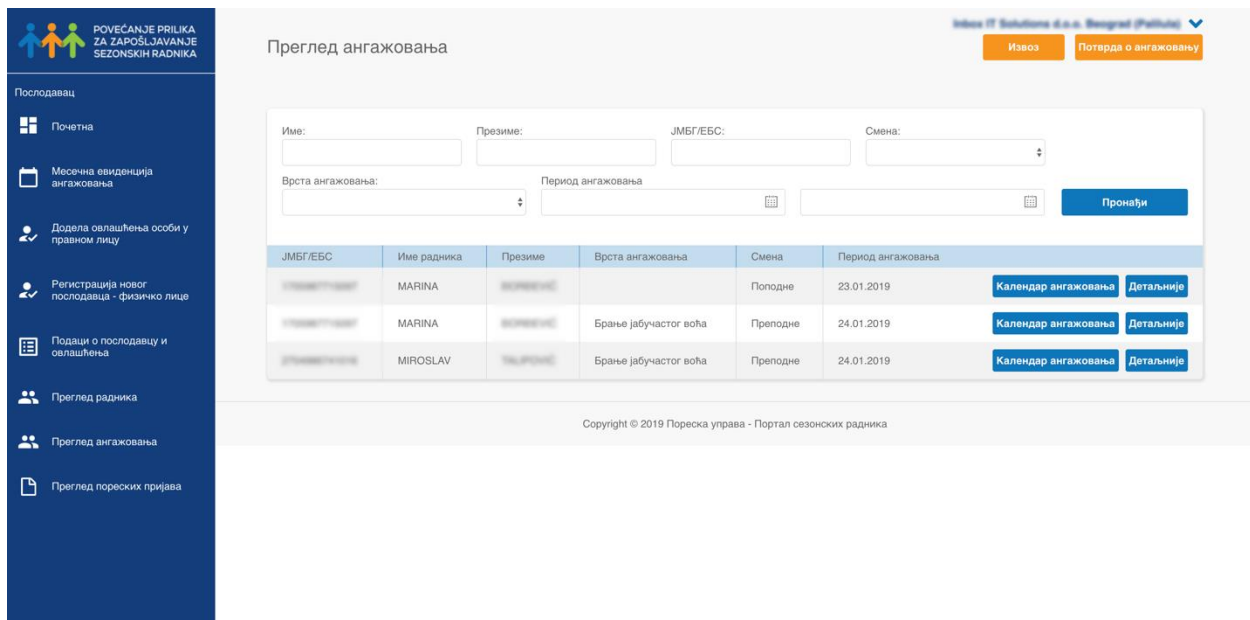 POVEĆANJE PRILIKA
ZA ZAPOŠLJAVANJE
SEZONSKIH RADNIKA
Послодавац
Почетна
Месечна евиденција
ангажовања
Додела овлашћења особи у
правном лицу
Регистрација новог
послодавца - физичко лице
Подаци о послодавцу и
овлашћења
Преглед радника
Преглед ангажовања
Преглед пореских пријава
Преглед ангажовања
Извоз Потврда о ангажовању
Име: Презиме: ЈМБГ/ЕБС: Смена:
Врста ангажовања: Период ангажовања
Пронађи
ЈМБГ/ЕБС Име радника Презиме Врста ангажовања Смена Период ангажовања
MARINA Поподне 23.01.2019 Календар ангажовања Детаљније
MARINA Брање јабучастог воћа Преподне 24.01.2019 Календар ангажовања Детаљније
MIROSLAV Брање јабучастог воћа Преподне 24.01.2019 Календар ангажовања Детаљније
Copyright © 2019 Пореска управа - Портал сезонских радника